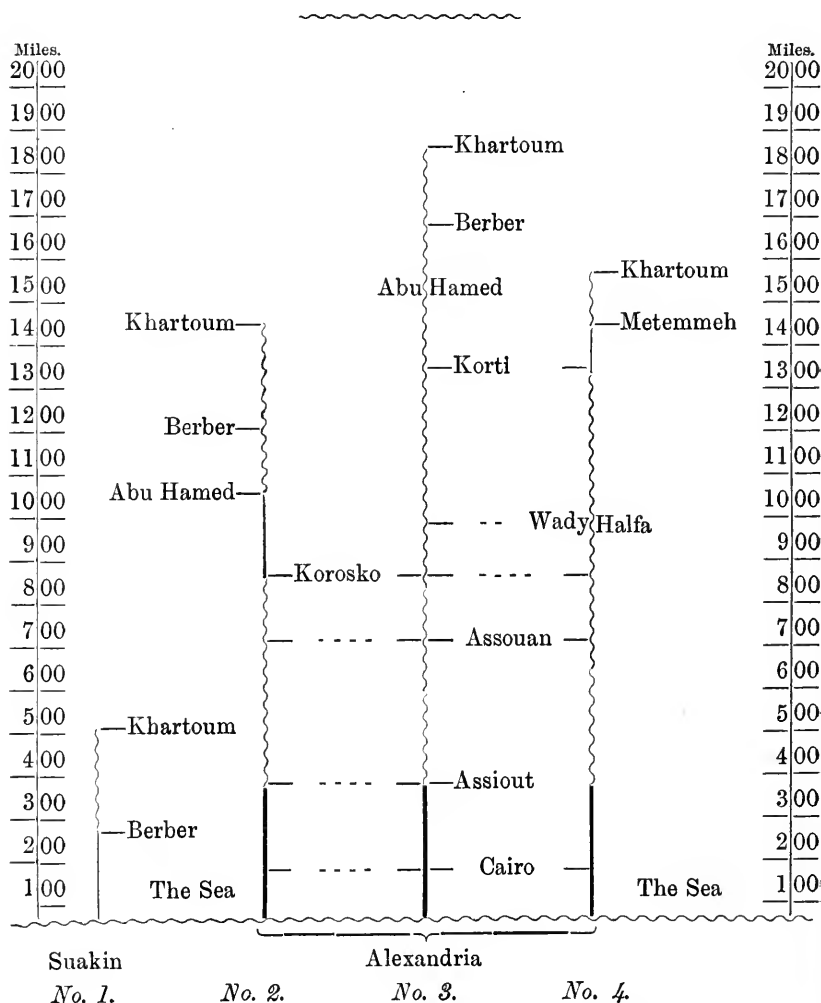 Miles. Miles.
2000 2000
1900 1900
Khartoum
1800 1800
1700 1700
Berber
1600 1600
Khartoum
1500 Abu Hamed 1500
Khartoum Metemmeh
1400 1400
Korti
1300 1300
1200 1200
Berber
1100 1100
Abu Hamed
1000 1000
Wady Halfa
900 900
Korosko
800 800
700 Assouan 700
600 600
500 500
Khartoum
400 400
Assiout
300 300
Berber
200 200
Cairo
100 The Sea The Sea 100
Suakin Alexandria
No. 1. No. 2. No. 3. No. 4.